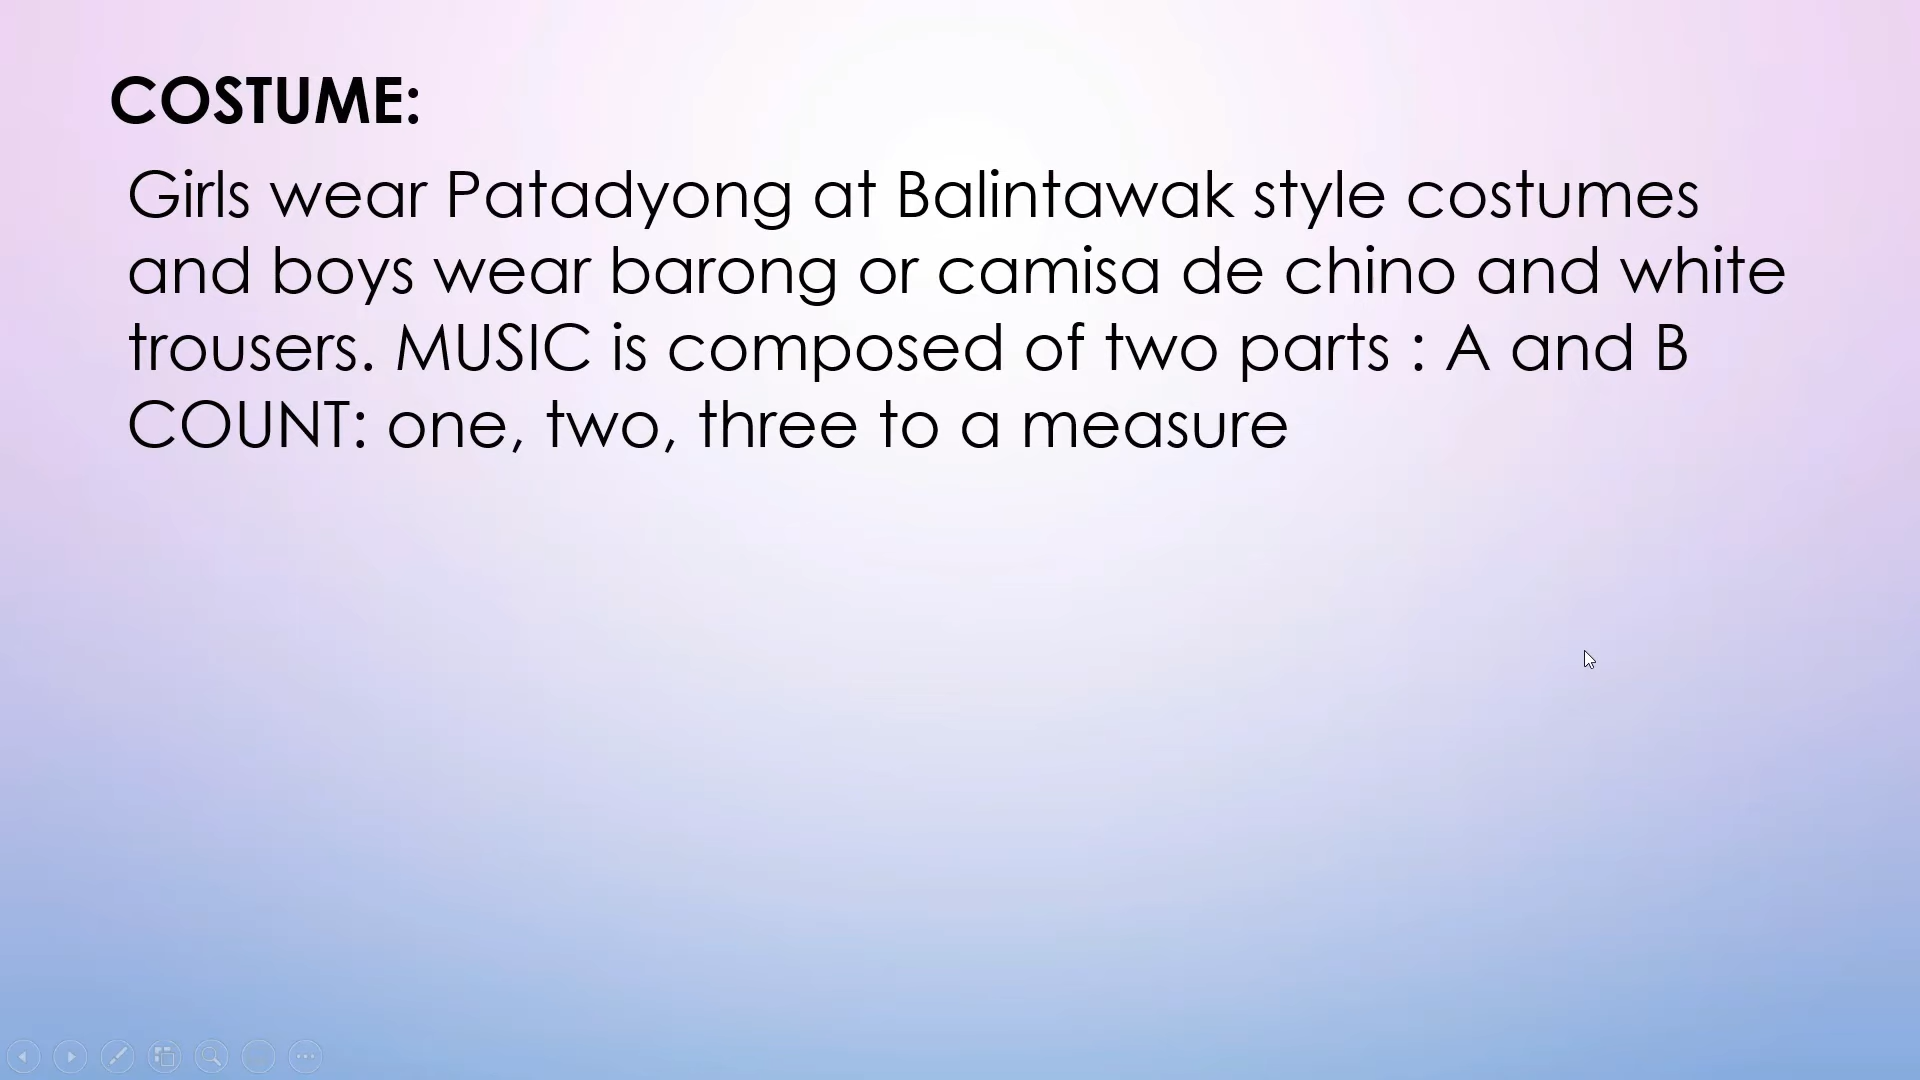 COSTUME:
Girls wear Patadyong at Balintawak style costumes
and boys wear barong or camisa de chino and white
trousers. MUSIC is composed of two parts : A and B
COUNT: one, two, three to a measure